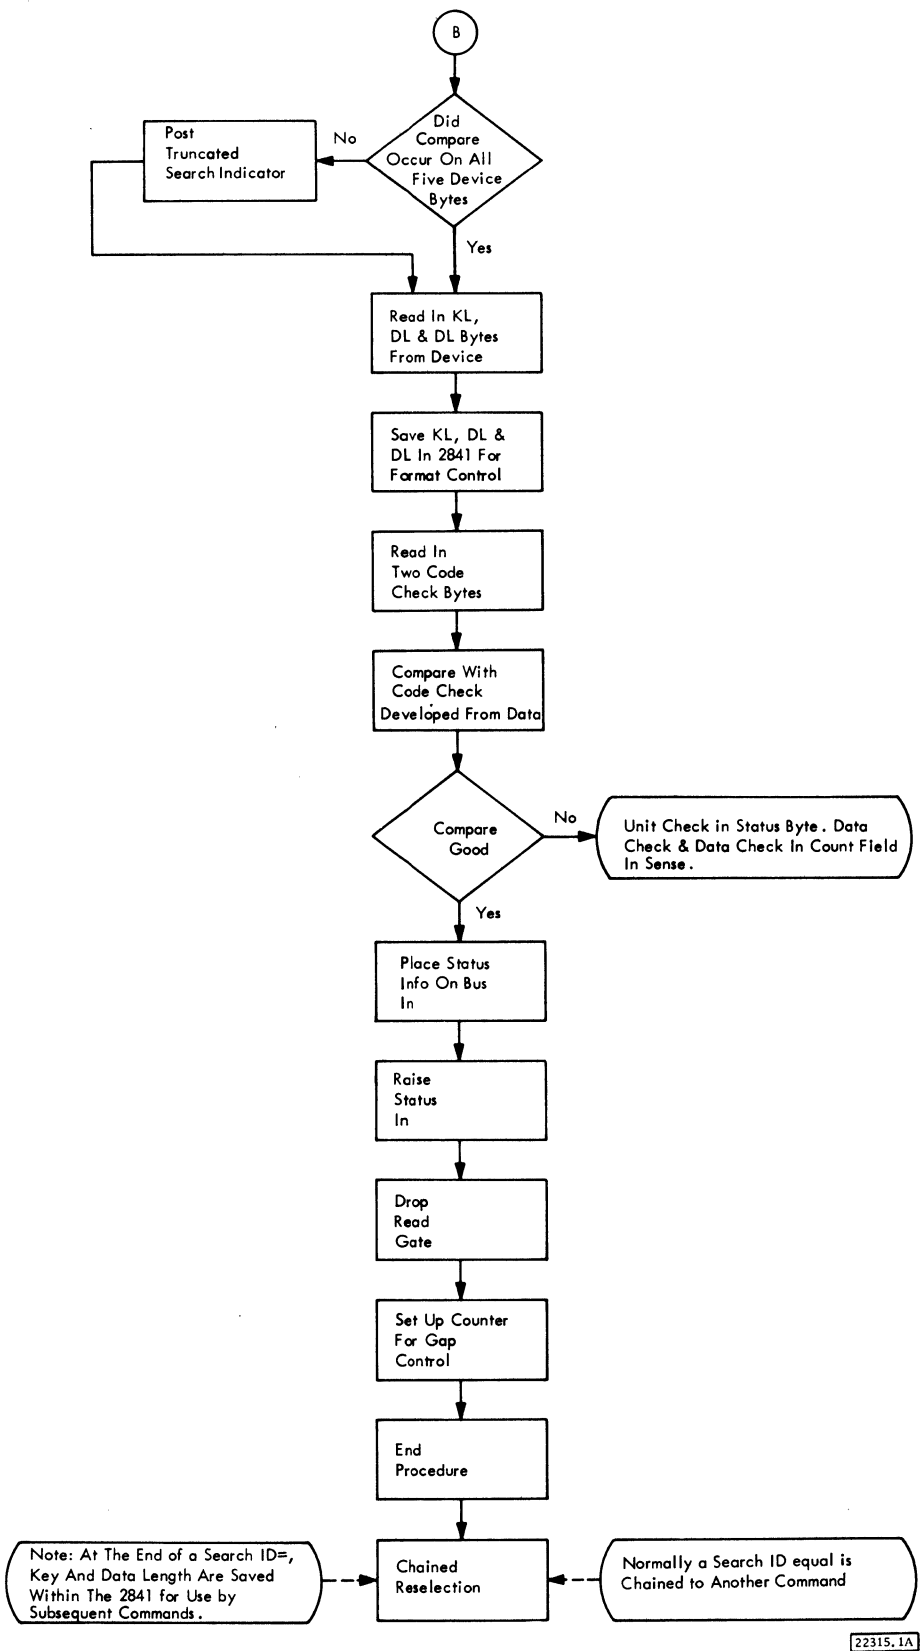 B
Did
Compare
Occur On All
Five Device
Bytes
No
Post
Truncated
Search Indicator
Yes
Read In KL,
DL & DL Bytes
From Device
Save KL, DL &
DL In 2841 For
Format Control
Read In
Two Code
Check Bytes
Compare With
Code Check
Developed From Data
Compare
Good
No
Unit Check in Status Byte. Data
Check & Data Check In Count Field
In Sense.
Yes
Place Status
Info On Bus
In
Raise
Status
In
Drop
Read
Gate
Set Up Counter
For Gap
Control
End
Procedure
Note: At The End of a Search ID=,
Key And Data Length Are Saved
Within The 2841 for Use by
Subsequent Commands.
Chained
Reselection
Normally a Search ID equal is
Chained to Another Command
22315.1A